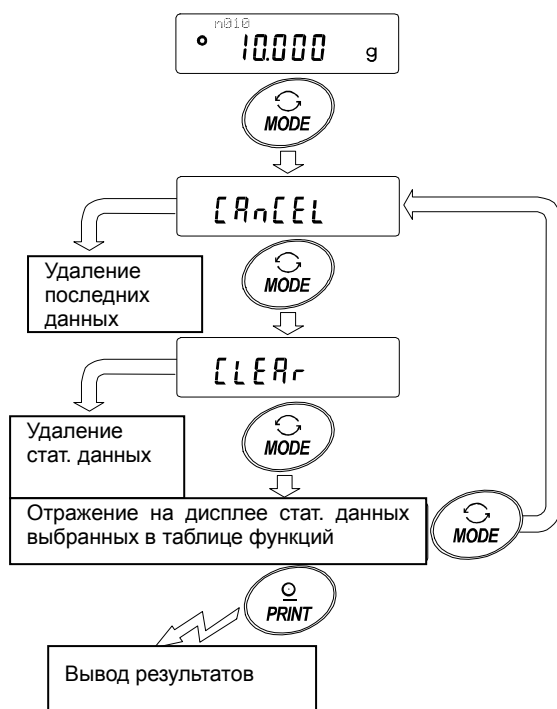 n010
10.000 g
MODE
CAnCEL
Удаление
последних
данных
MODE
CLEAr
Удаление
стат. данных
MODE
Отражение на дисплее стат. данных
выбранных в таблице функций
MODE
PRINT
Вывод результатов